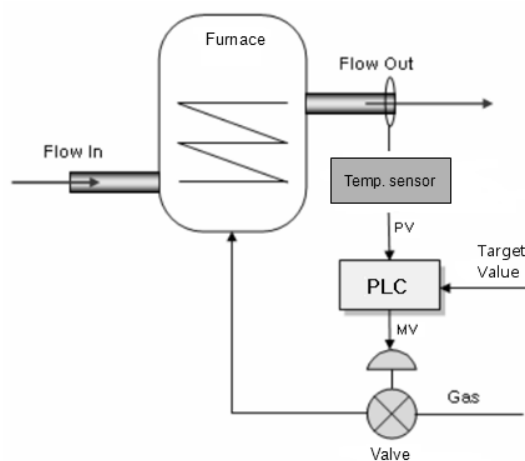 Furnace
Flow Out
Flow In
Temp. sensor
PV
Target
Value
PLC
MV
Gas
Valve